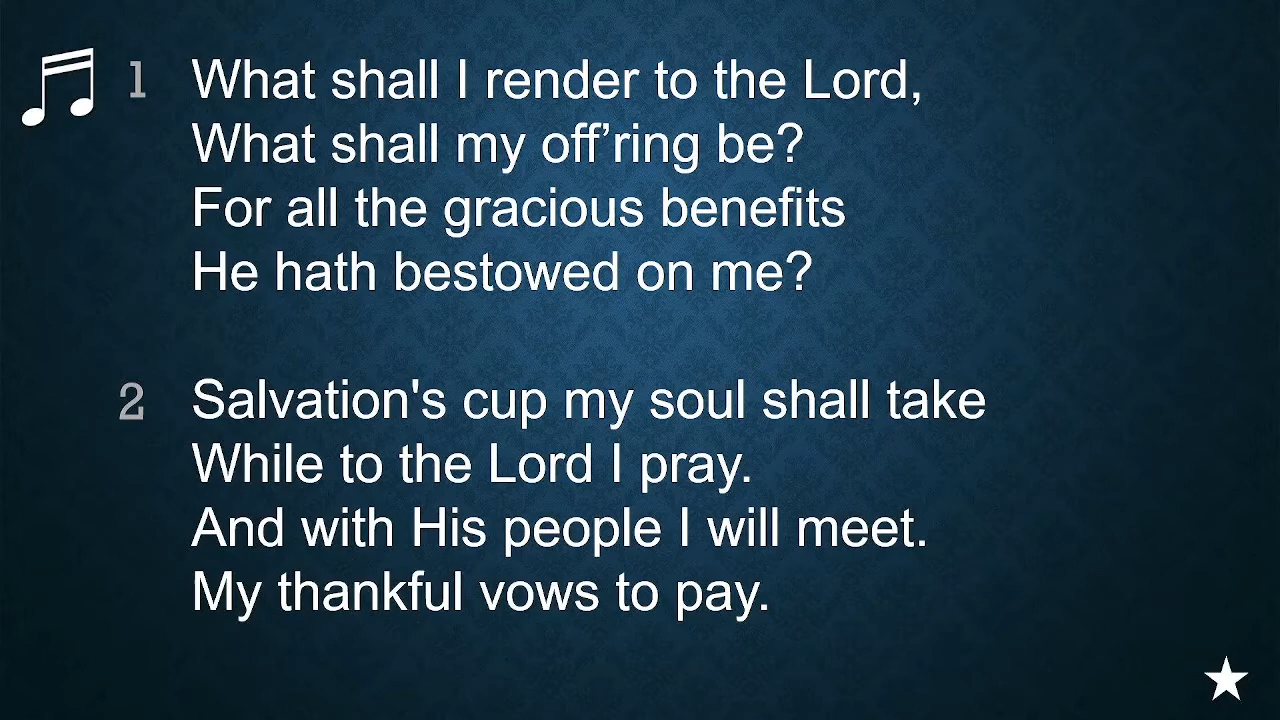 1 What shall I render to the Lord,
What shall my off’ring be?
For all the gracious benefits
He hath bestowed on me?
2 Salvation's cup my soul shall take
While to the Lord I pray.
And with His people I will meet.
My thankful vows to pay.